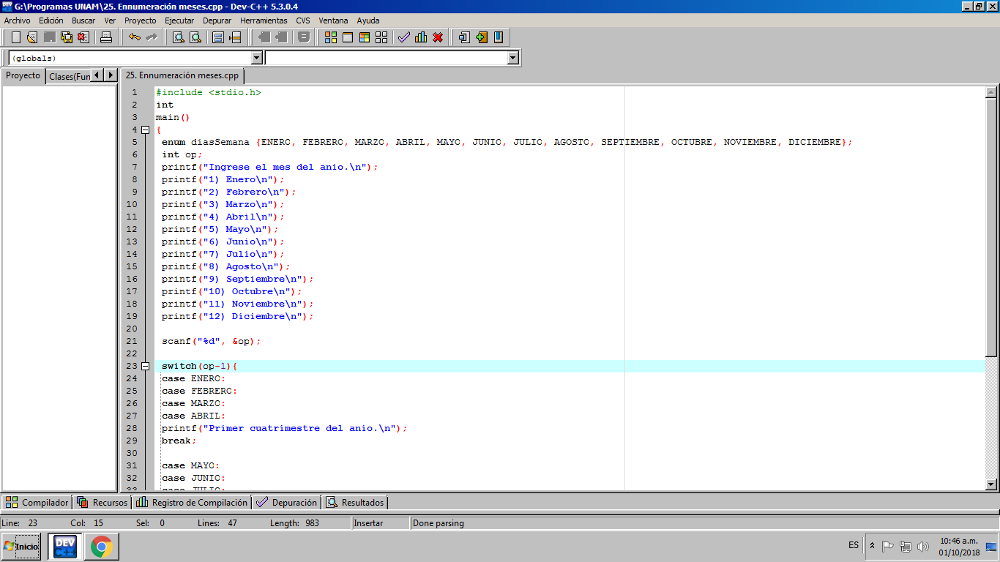 G:\Programas UNAM\25. Ennumeración meses.cpp - Dev-C++ 5.3.0.4
Archivo Edición Buscar Ver Proyecto Ejecutar Depurar Herramientas CVS Ventana Ayuda
(globals)
Proyecto Clases(Fun 25. Ennumeración meses.cpp
1 #include <stdio.h>
2 int
3 main()
4 {
5 enum diasSemana {ENERO, FEBRERO, MARZO, ABRIL, MAYO, JUNIO, JULIO, AGOSTO, SEPTIEMBRE, OCTUBRE, NOVIEMBRE, DICIEMBRE};
6 int op;
7 printf("Ingrese el mes del anio.\n");
8 printf("1) Enero\n");
9 printf("2) Febrero\n");
10 printf("3) Marzo\n");
11 printf("4) Abril\n");
12 printf("5) Mayo\n");
13 printf("6) Junio\n");
14 printf("7) Julio\n");
15 printf("8) Agosto\n");
16 printf("9) Septiembre\n");
17 printf("10) Octubre\n");
18 printf("11) Noviembre\n");
19 printf("12) Diciembre\n");
20
21 scanf("%d", &op);
22
23 switch(op-1){
24 case ENERO:
25 case FEBRERO:
26 case MARZO:
27 case ABRIL:
28 printf("Primer cuatrimestre del anio.\n");
29 break;
30
31 case MAYO:
32 case JUNIO:
33 case JULIO:
Compilador Recursos Registro de Compilación Depuración Resultados
Line: 23 Col: 15 Sel: 0 Lines: 47 Length: 983 Insertar Done parsing
Inicio DEV C++ ES 10:46 a.m.
01/10/2018